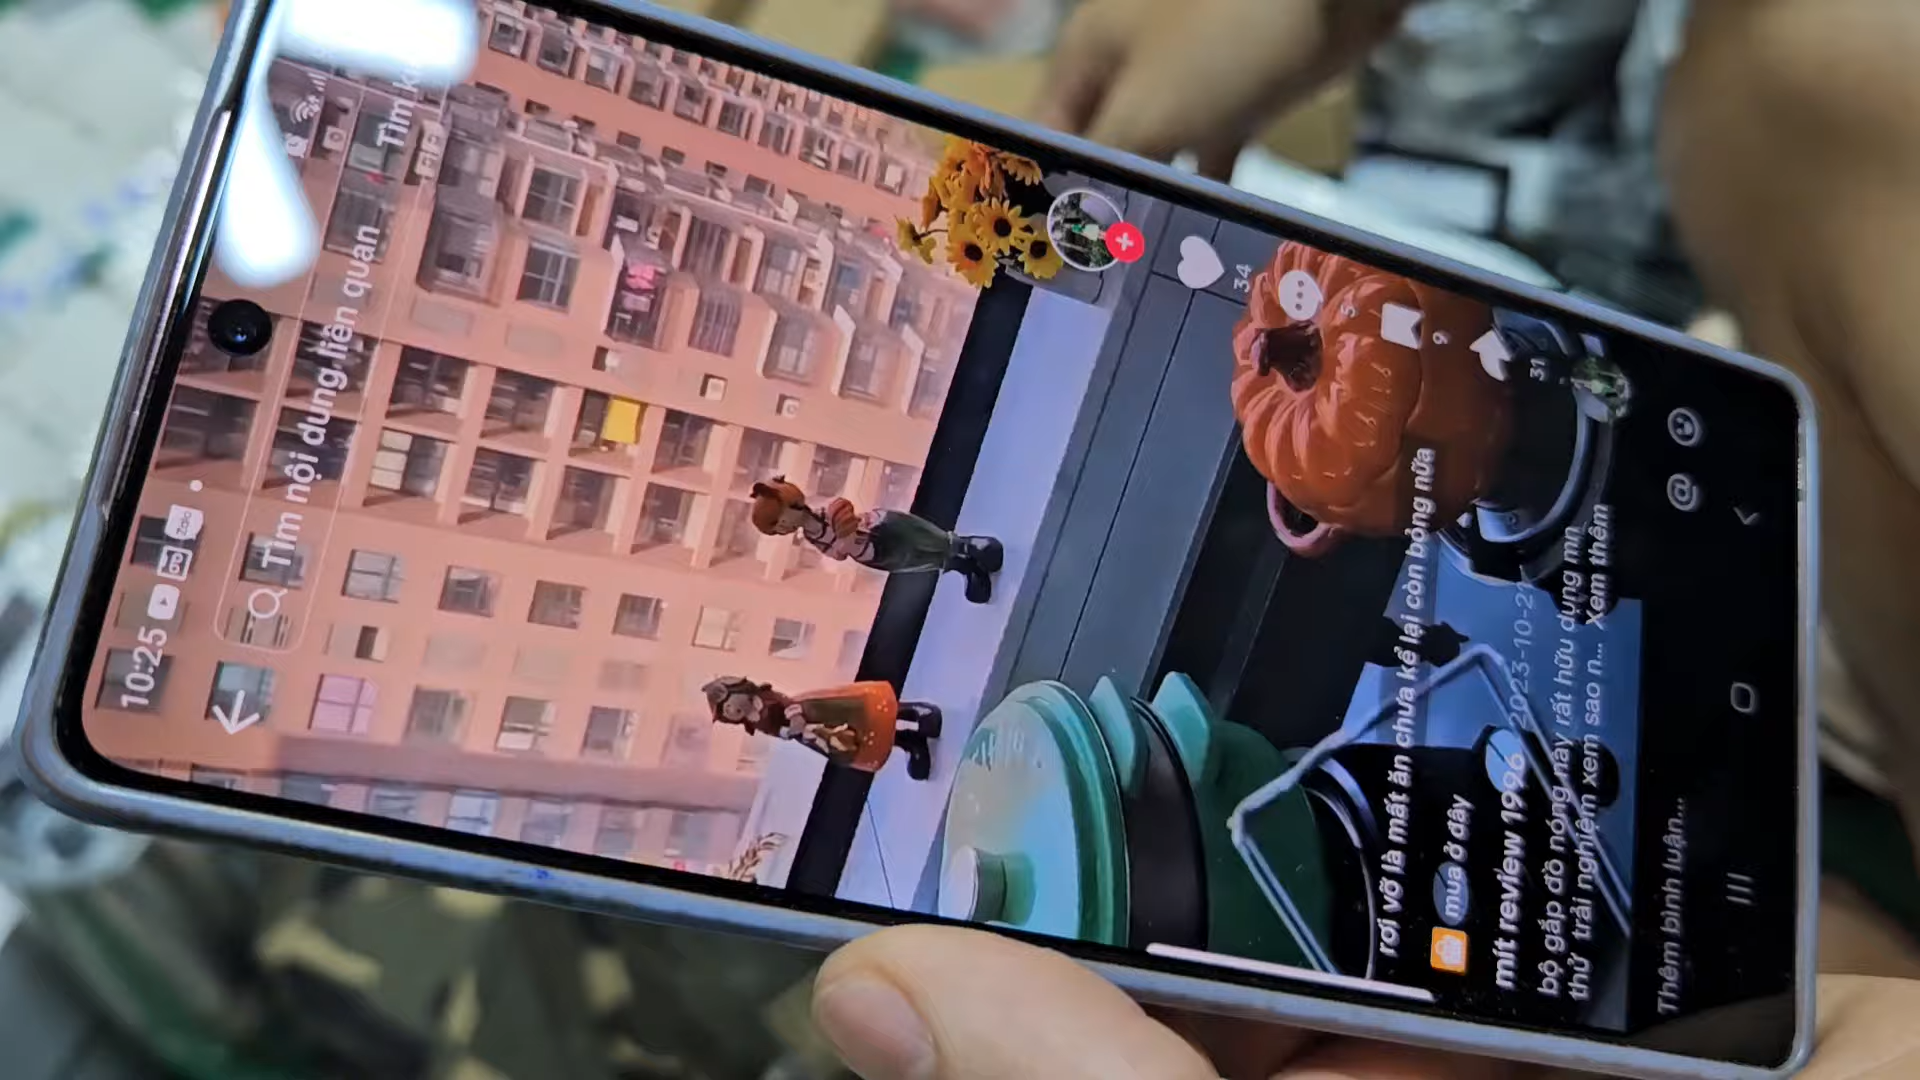 10:25
Zalo
Tìm nội dung liên quan
Tìm
34
5
9
31
rơi vỡ là mất ăn chưa kể lại còn bỏng nữa
mua ở đây
mít review 1996 2023-10-2
bộ gắp đồ nóng này rất hữu dụng mn
thử trải nghiệm xem sao n... Xem thêm
Thêm bình luận...